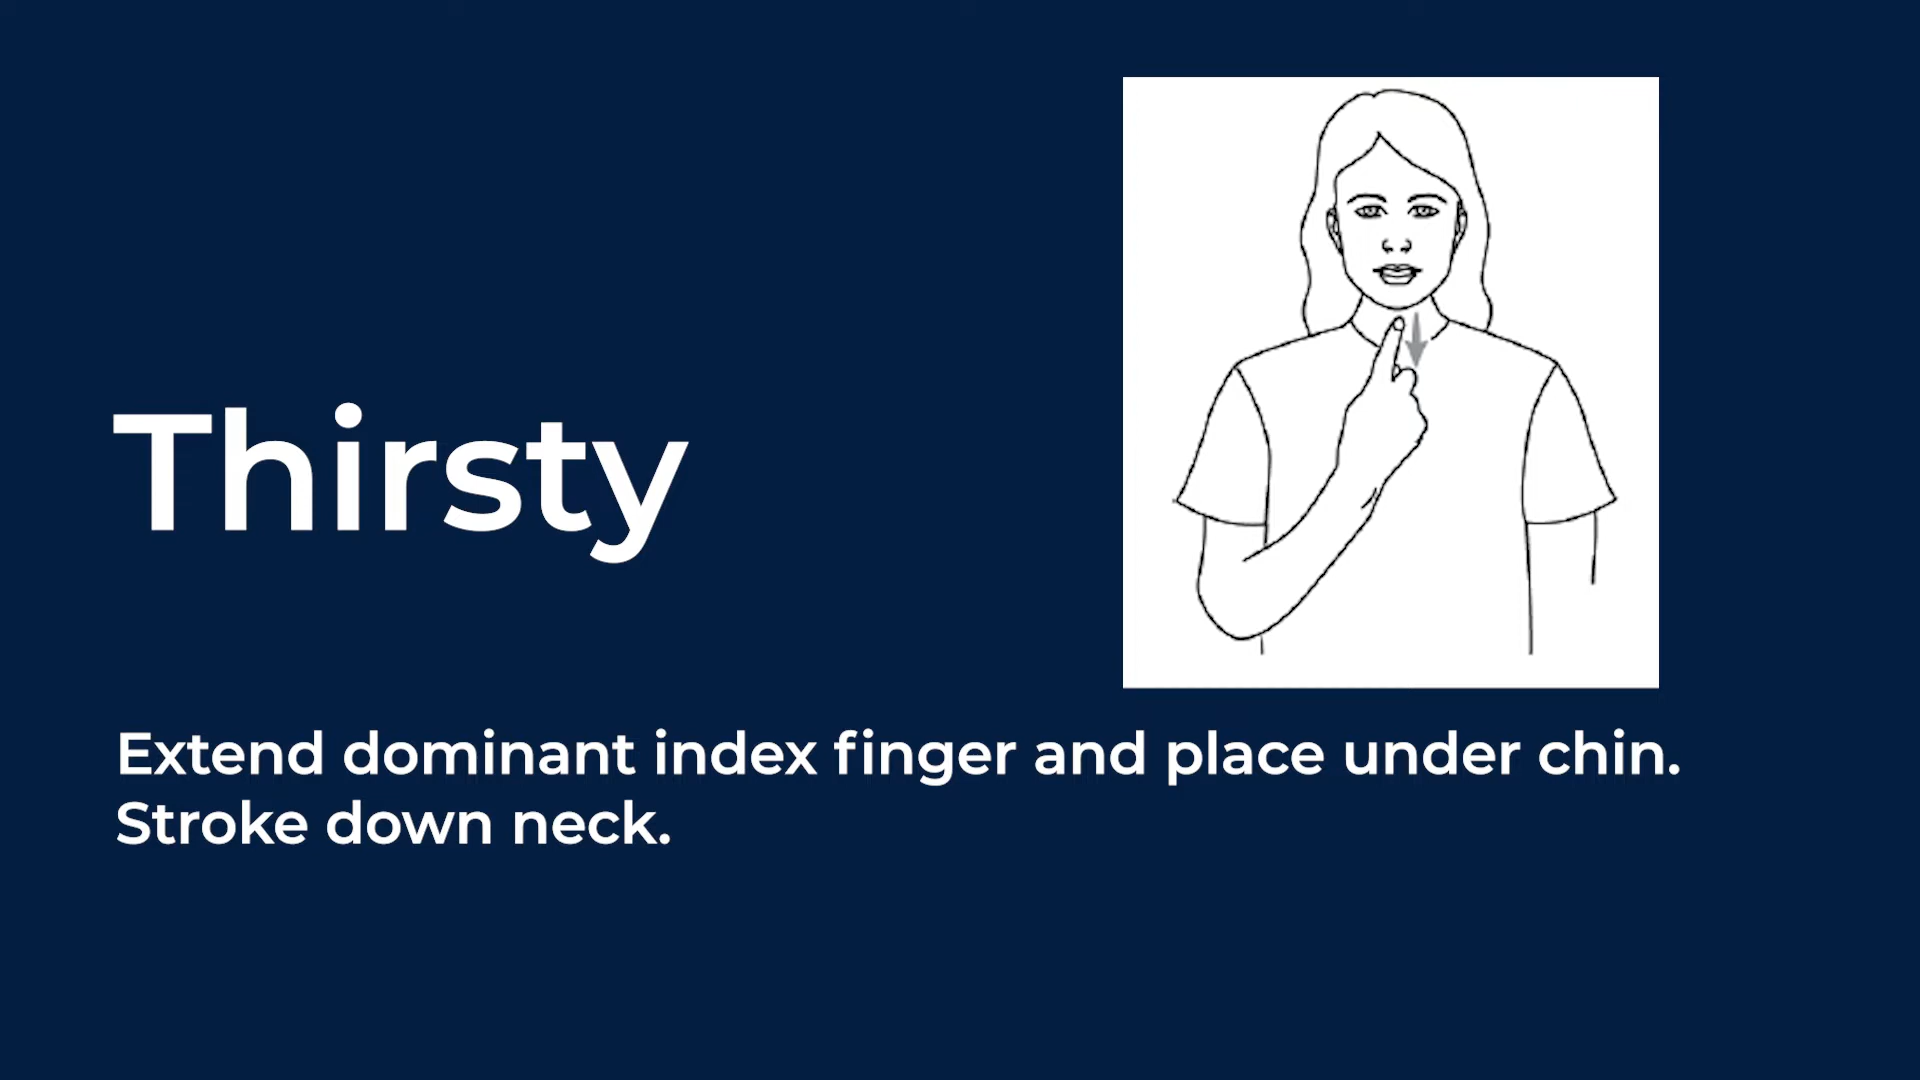 Thirsty
Extend dominant index finger and place under chin.
Stroke down neck.